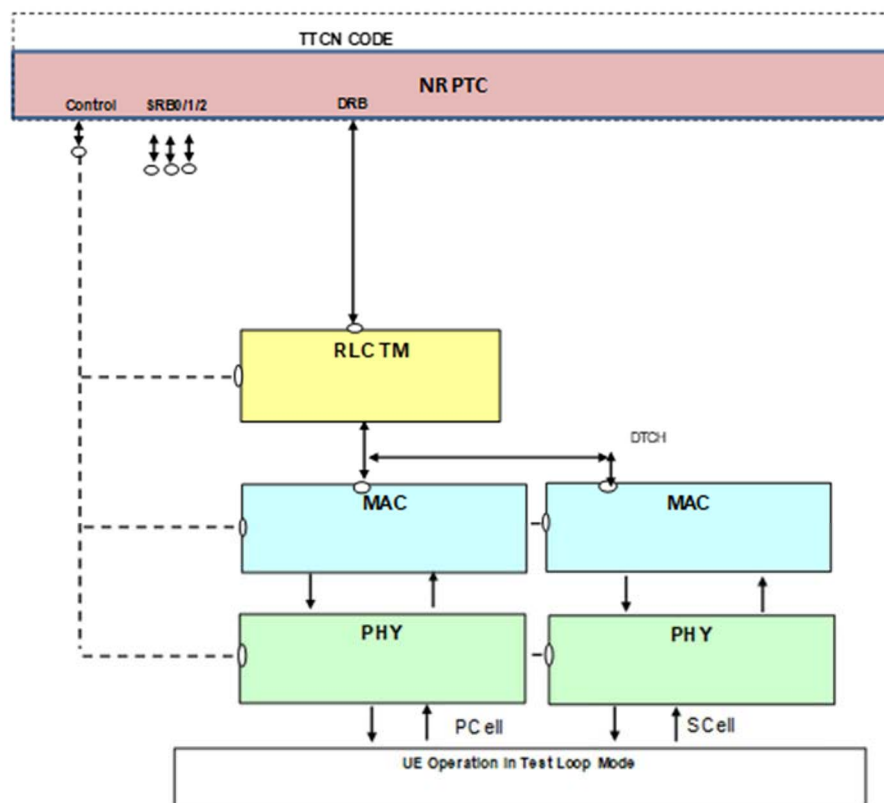 TTCN CODE
NR PTC
Control SRB0/1/2 DRB
RLC TM
DTCH
MAC MAC
PHY PHY
PCell SCell
UE Operation in Test Loop Mode